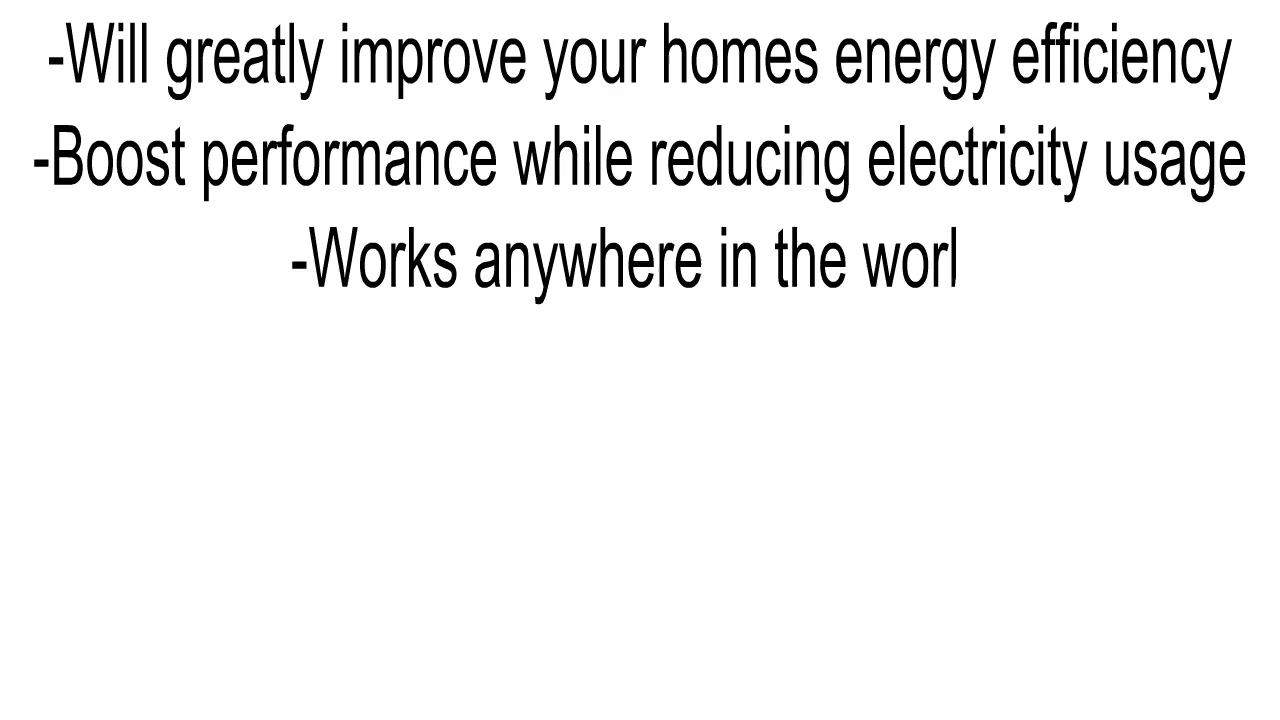 -Will greatly improve your homes energy efficiency
-Boost performance while reducing electricity usage
-Works anywhere in the worl